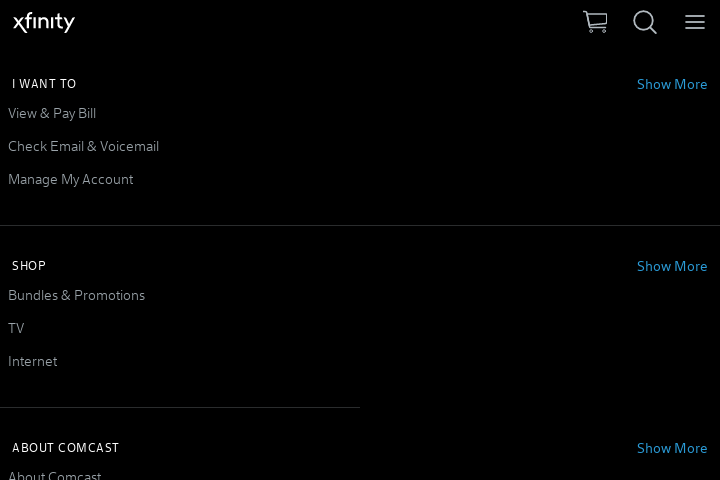 xfinity
I WANT TO
Show More
View & Pay Bill
Check Email & Voicemail
Manage My Account
SHOP
Show More
Bundles & Promotions
TV
Internet
ABOUT COMCAST
Show More
About Comcast